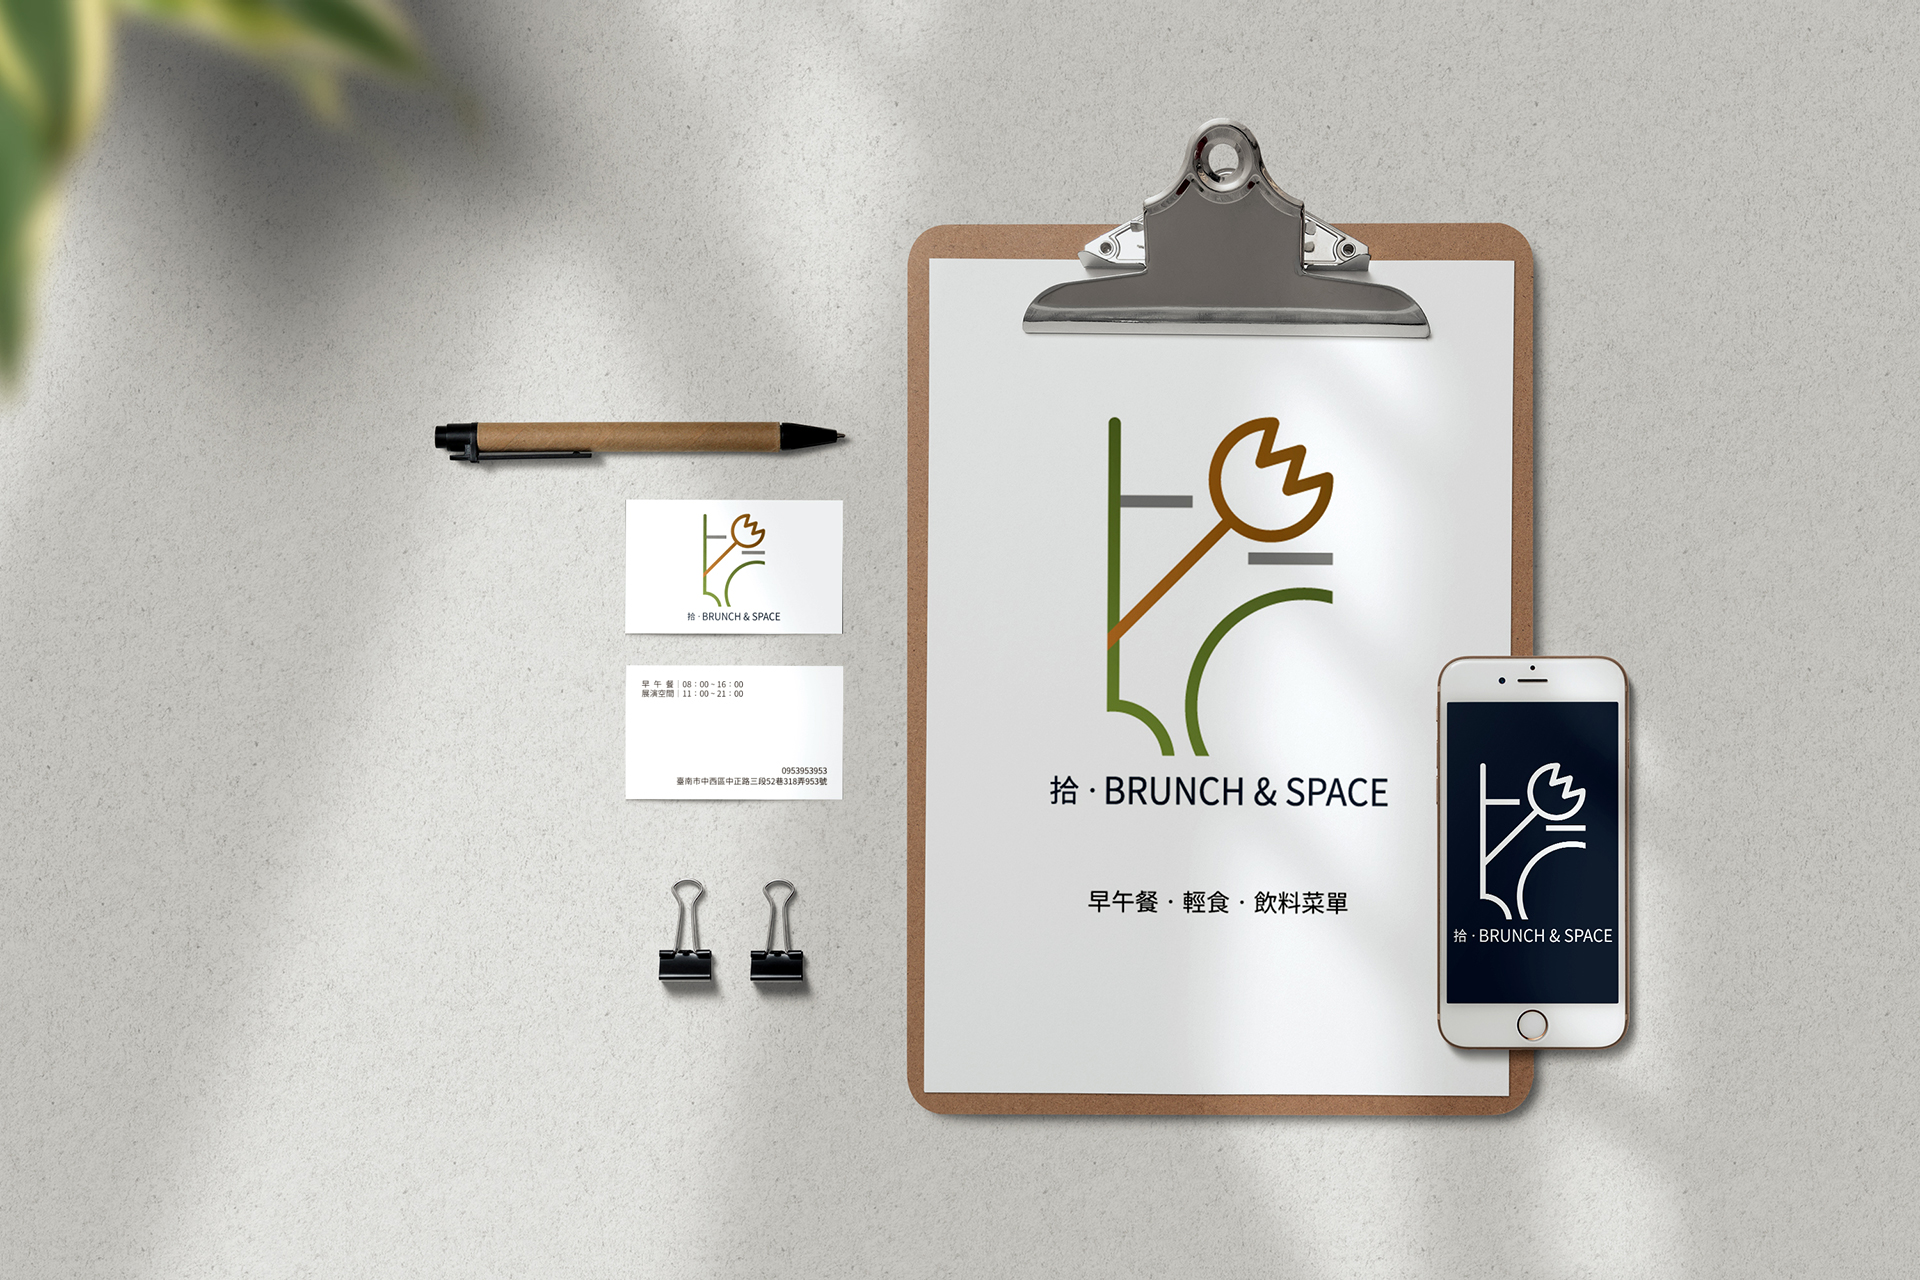 拾·BRUNCH & SPACE
早 午 餐｜08：00 ~ 16：00
展演空間｜11：00 ~ 21：00
0953953953
臺南市中西區中正路三段52巷318弄953號
拾·BRUNCH & SPACE
早午餐·輕食·飲料菜單
拾·BRUNCH & SPACE